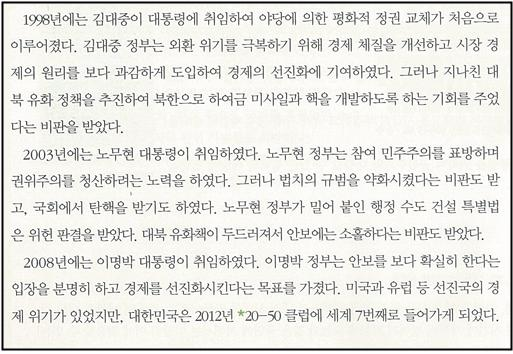 1998년에는 김대중이 대통령에 취임하여 야당에 의한 평화적 정권 교체가 처음으로
이루어졌다. 김대중 정부는 외환 위기를 극복하기 위해 경제 체질을 개선하고 시장 경
제의 원리를 보다 과감하게 도입하여 경제의 선진화에 기여하였다. 그러나 지나친 대
북 유화 정책을 추진하여 북한으로 하여금 미사일과 핵을 개발하도록 하는 기회를 주었
다는 비판을 받았다.
2003년에는 노무현 대통령이 취임하였다. 노무현 정부는 참여 민주주의를 표방하며
권위주의를 청산하려는 노력을 하였다. 그러나 법치의 규범을 약화시켰다는 비판도 받
고, 국회에서 탄핵을 받기도 하였다. 노무현 정부가 밀어 붙인 행정 수도 건설 특별법
은 위헌 판결을 받았다. 대북 유화책이 두드러져서 안보에는 소홀하다는 비판도 받았다.
2008년에는 이명박 대통령이 취임하였다. 이명박 정부는 안보를 보다 확실히 한다는
입장을 분명히 하고 경제를 선진화시킨다는 목표를 가졌다. 미국과 유럽 등 선진국의 경
제 위기가 있었지만, 대한민국은 2012년 *20-50 클럽에 세계 7번째로 들어가게 되었다.